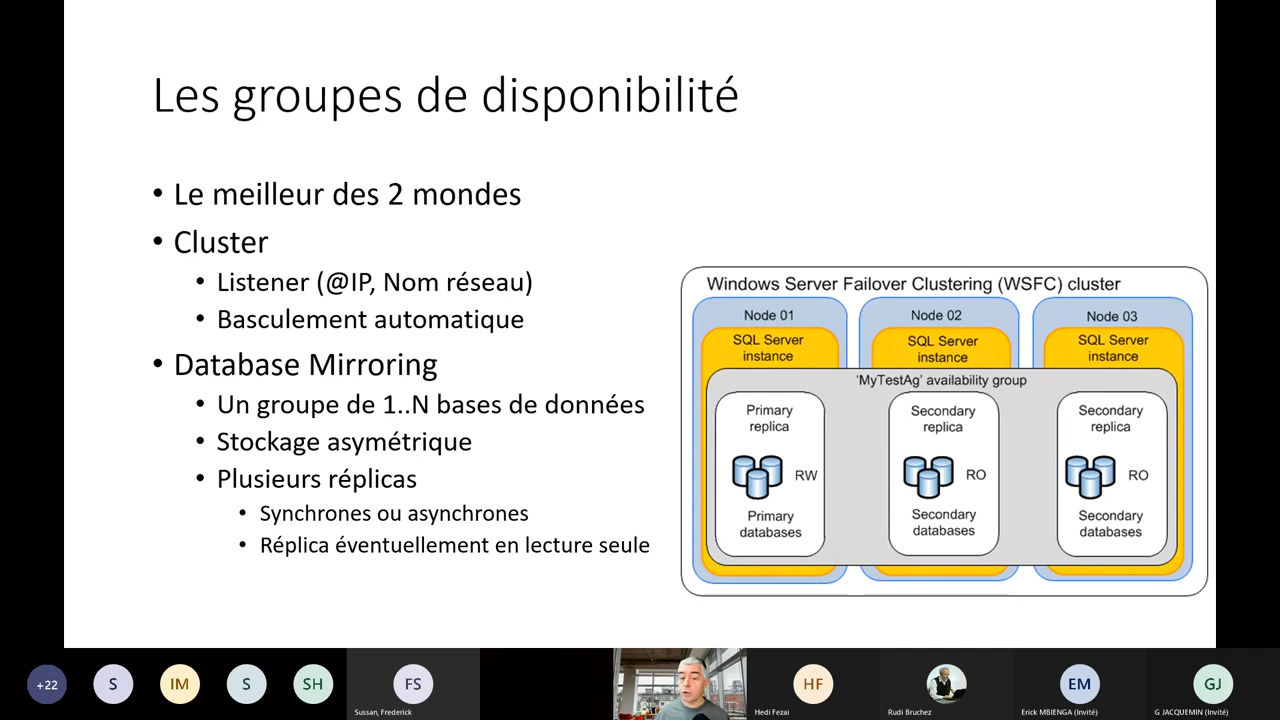 Les groupes de disponibilité
• Le meilleur des 2 mondes
• Cluster
• Listener (@IP, Nom réseau)
• Basculement automatique
• Database Mirroring
• Un groupe de 1..N bases de données
• Stockage asymétrique
• Plusieurs réplicas
• Synchrones ou asynchrones
• Réplica éventuellement en lecture seule
Windows Server Failover Clustering (WSFC) cluster
Node 01
SQL Server
instance
Node 02
SQL Server
instance
Node 03
SQL Server
instance
‘MyTestAg’ availability group
Primary
replica
RW
Primary
databases
Secondary
replica
RO
Secondary
databases
Secondary
replica
RO
Secondary
databases
+22
S
IM
S
SH
FS
Sussan, Frederick
HF
Hedi Fezai
Rudi Bruchez
EM
Erick MBIENGA (Invité)
GJ
G JACQUEMIN (Invité)